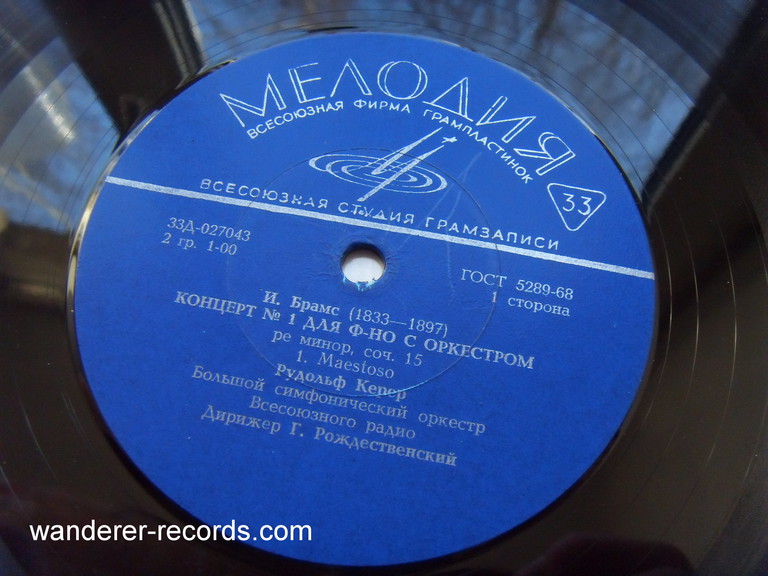 МЕЛОДИЯ
ВСЕСОЮЗНАЯ ФИРМА ГРАМПЛАСТИНОК
33
ВСЕСОЮЗНАЯ СТУДИЯ ГРАМЗАПИСИ
33Д-027043
2 гр. 1-00
ГОСТ 5289-68
1 сторона
И. Брамс (1833—1897)
КОНЦЕРТ № 1 ДЛЯ Ф-НО С ОРКЕСТРОМ
ре минор, соч. 15
1. Maestoso
Рудольф Керер
Большой симфонический оркестр
Всесоюзного радио
Дирижер Г. Рождественский
wanderer-records.com